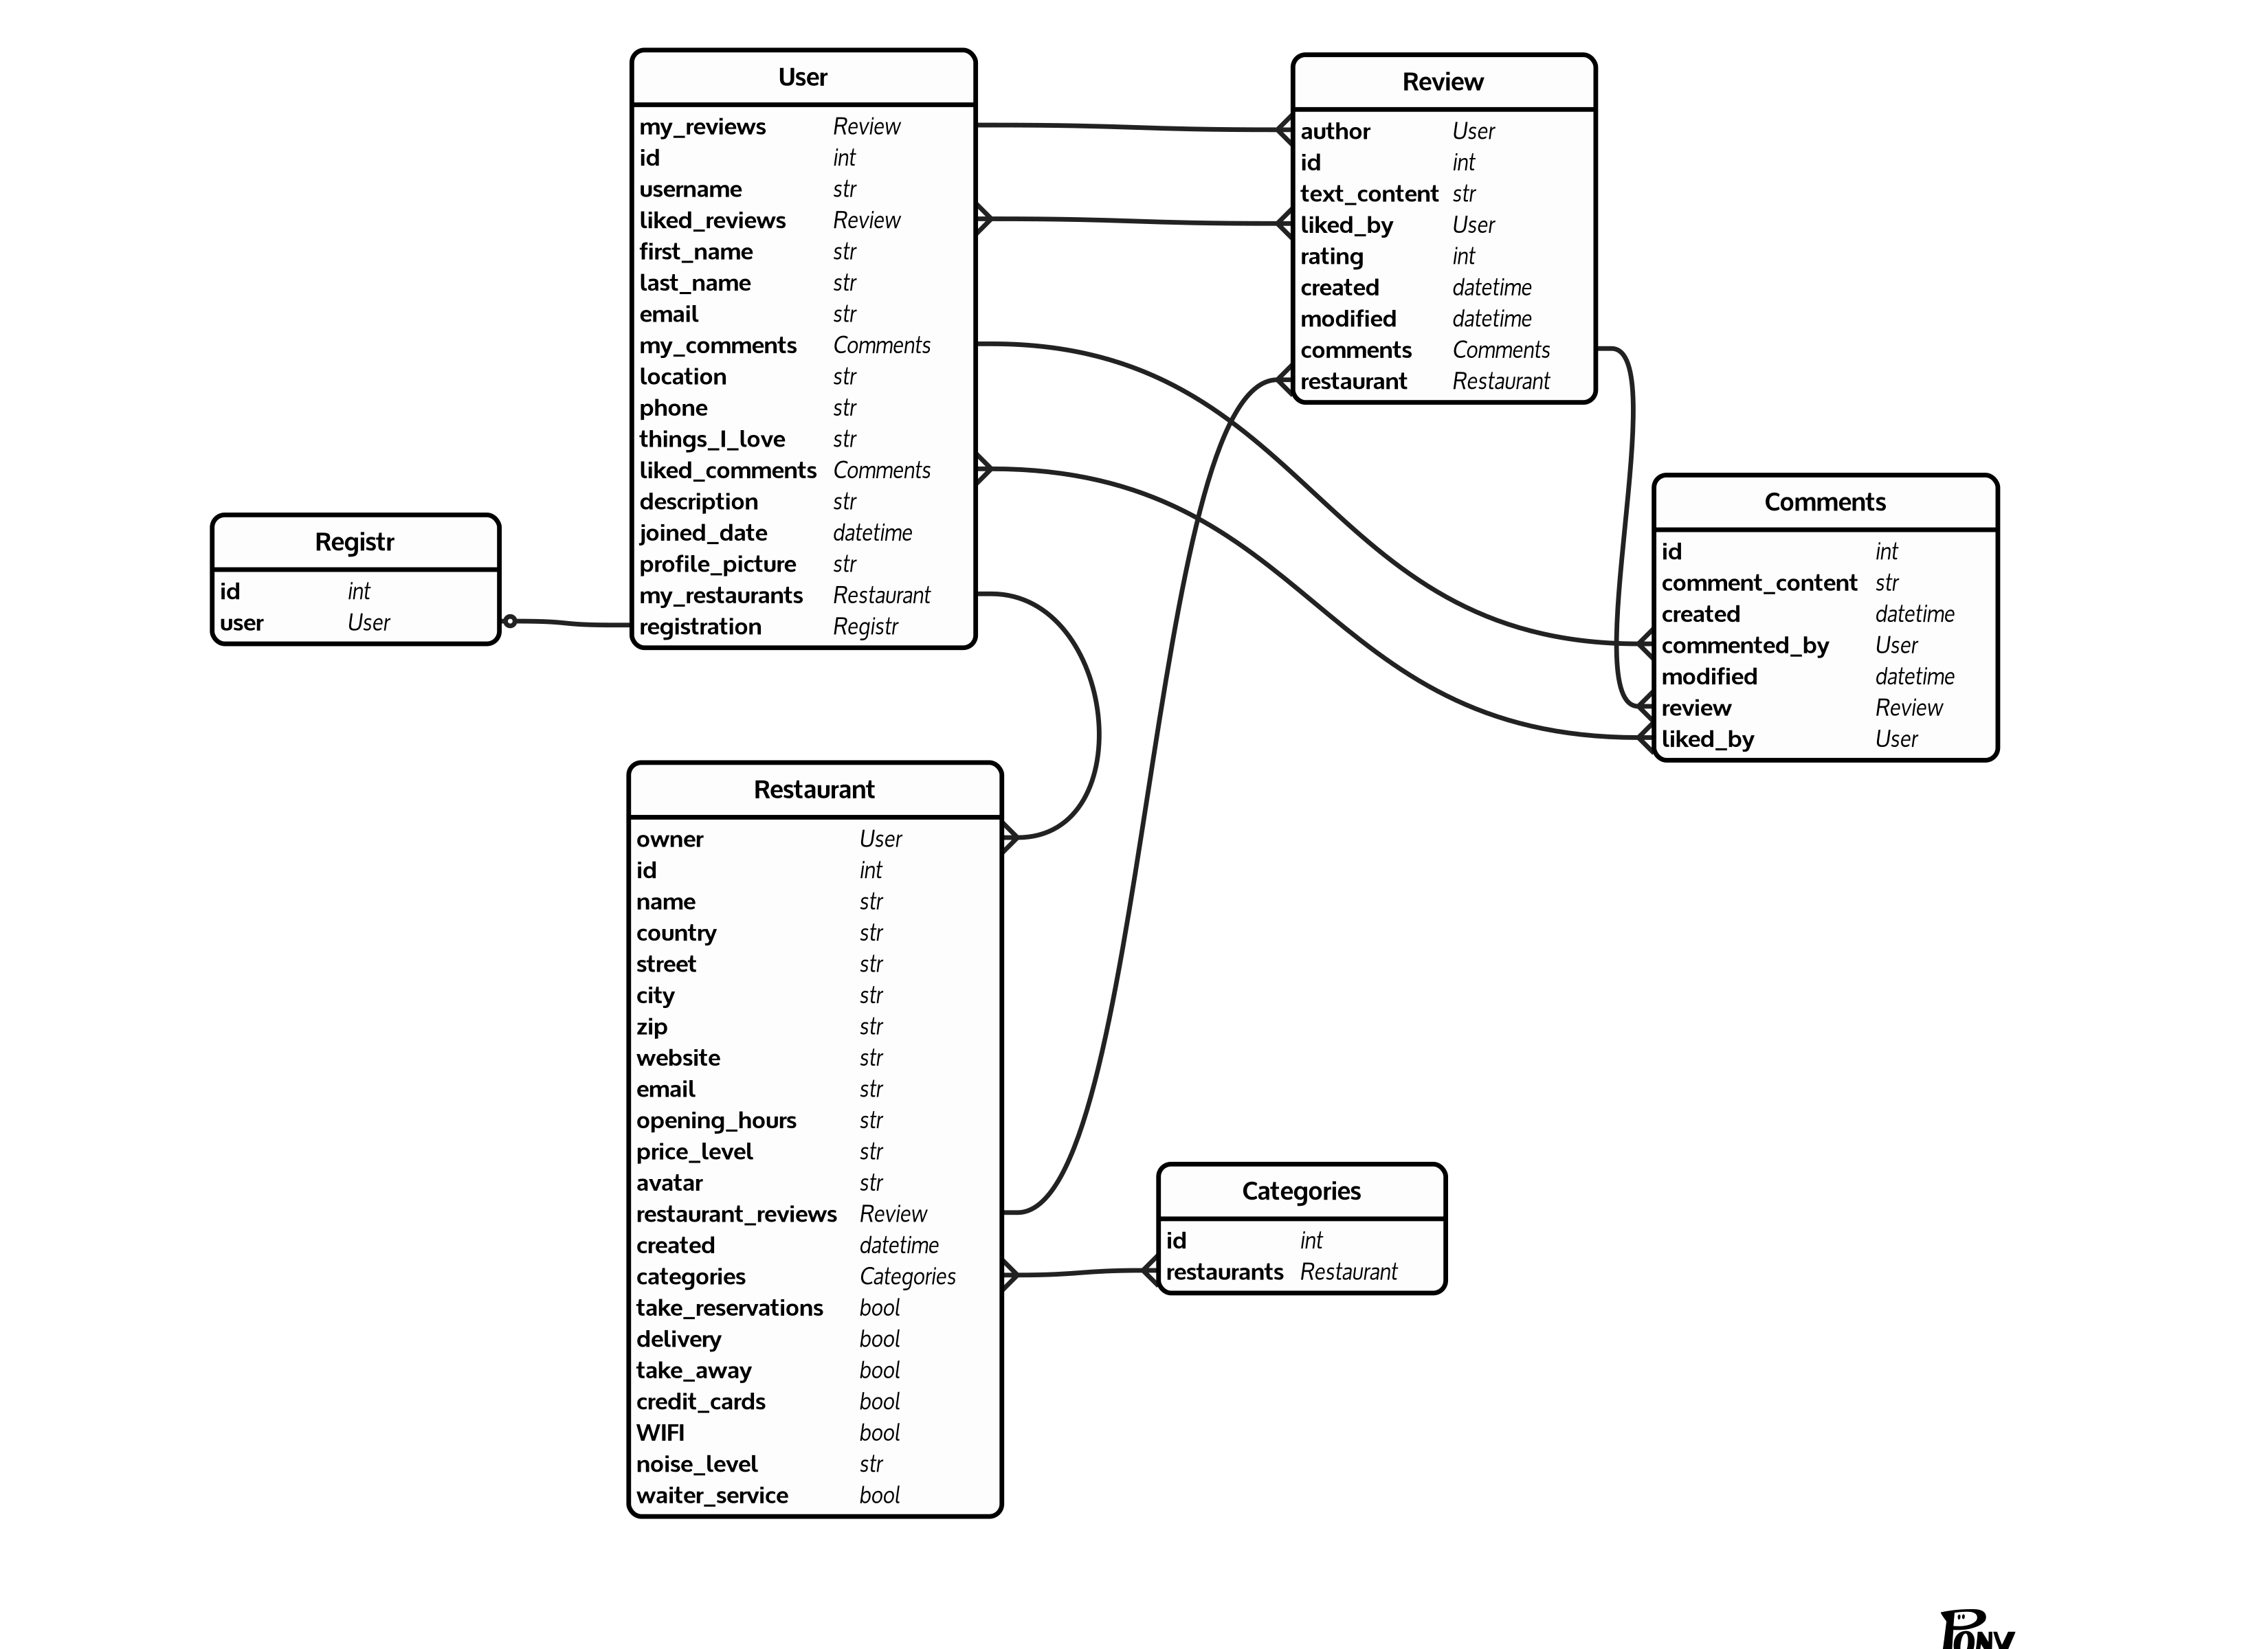 User
my_reviews Review
id int
username str
liked_reviews Review
first_name str
last_name str
email str
my_comments Comments
location str
phone str
things_I_love str
liked_comments Comments
description str
joined_date datetime
profile_picture str
my_restaurants Restaurant
registration Registr
Review
author User
id int
text_content str
liked_by User
rating int
created datetime
modified datetime
comments Comments
restaurant Restaurant
Comments
id int
comment_content str
created datetime
commented_by User
modified datetime
review Review
liked_by User
Registr
id int
user User
Restaurant
owner User
id int
name str
country str
street str
city str
zip str
website str
email str
opening_hours str
price_level str
avatar str
restaurant_reviews Review
created datetime
categories Categories
take_reservations bool
delivery bool
take_away bool
credit_cards bool
WIFI bool
noise_level str
waiter_service bool
Categories
id int
restaurants Restaurant
PONY